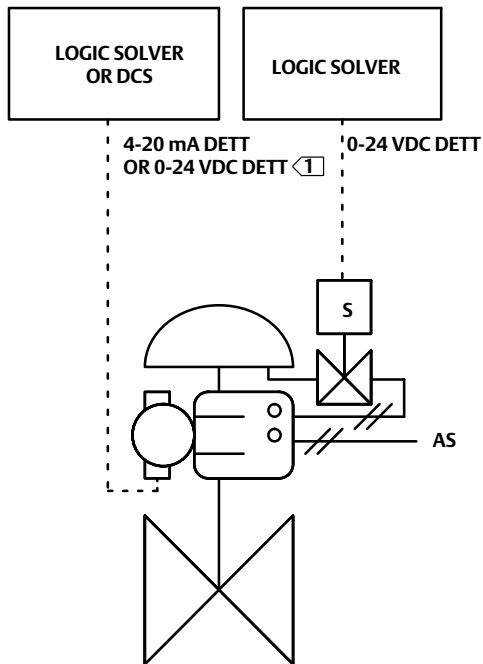 LOGIC SOLVER
OR DCS
LOGIC SOLVER
4-20 mA DETT
OR 0-24 VDC DETT 1
0-24 VDC DETT
S
AS